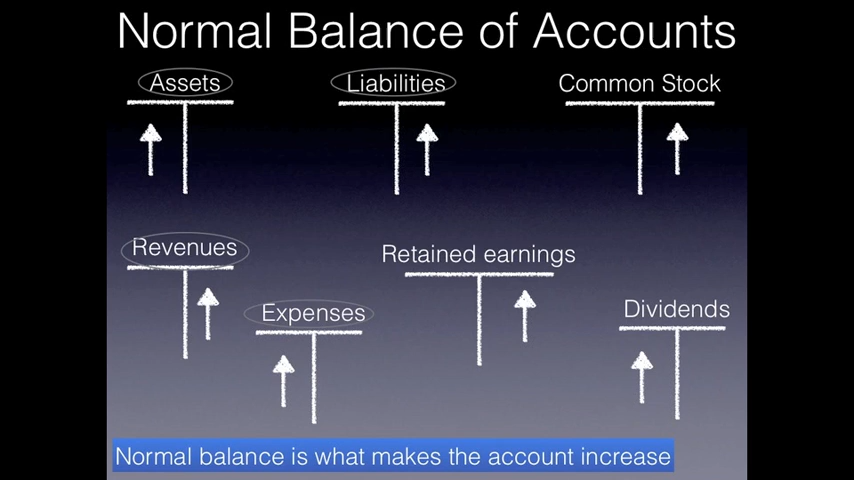 Normal Balance of Accounts
Assets
Liabilities
Common Stock
Revenues
Retained earnings
Expenses
Dividends
Normal balance is what makes the account increase